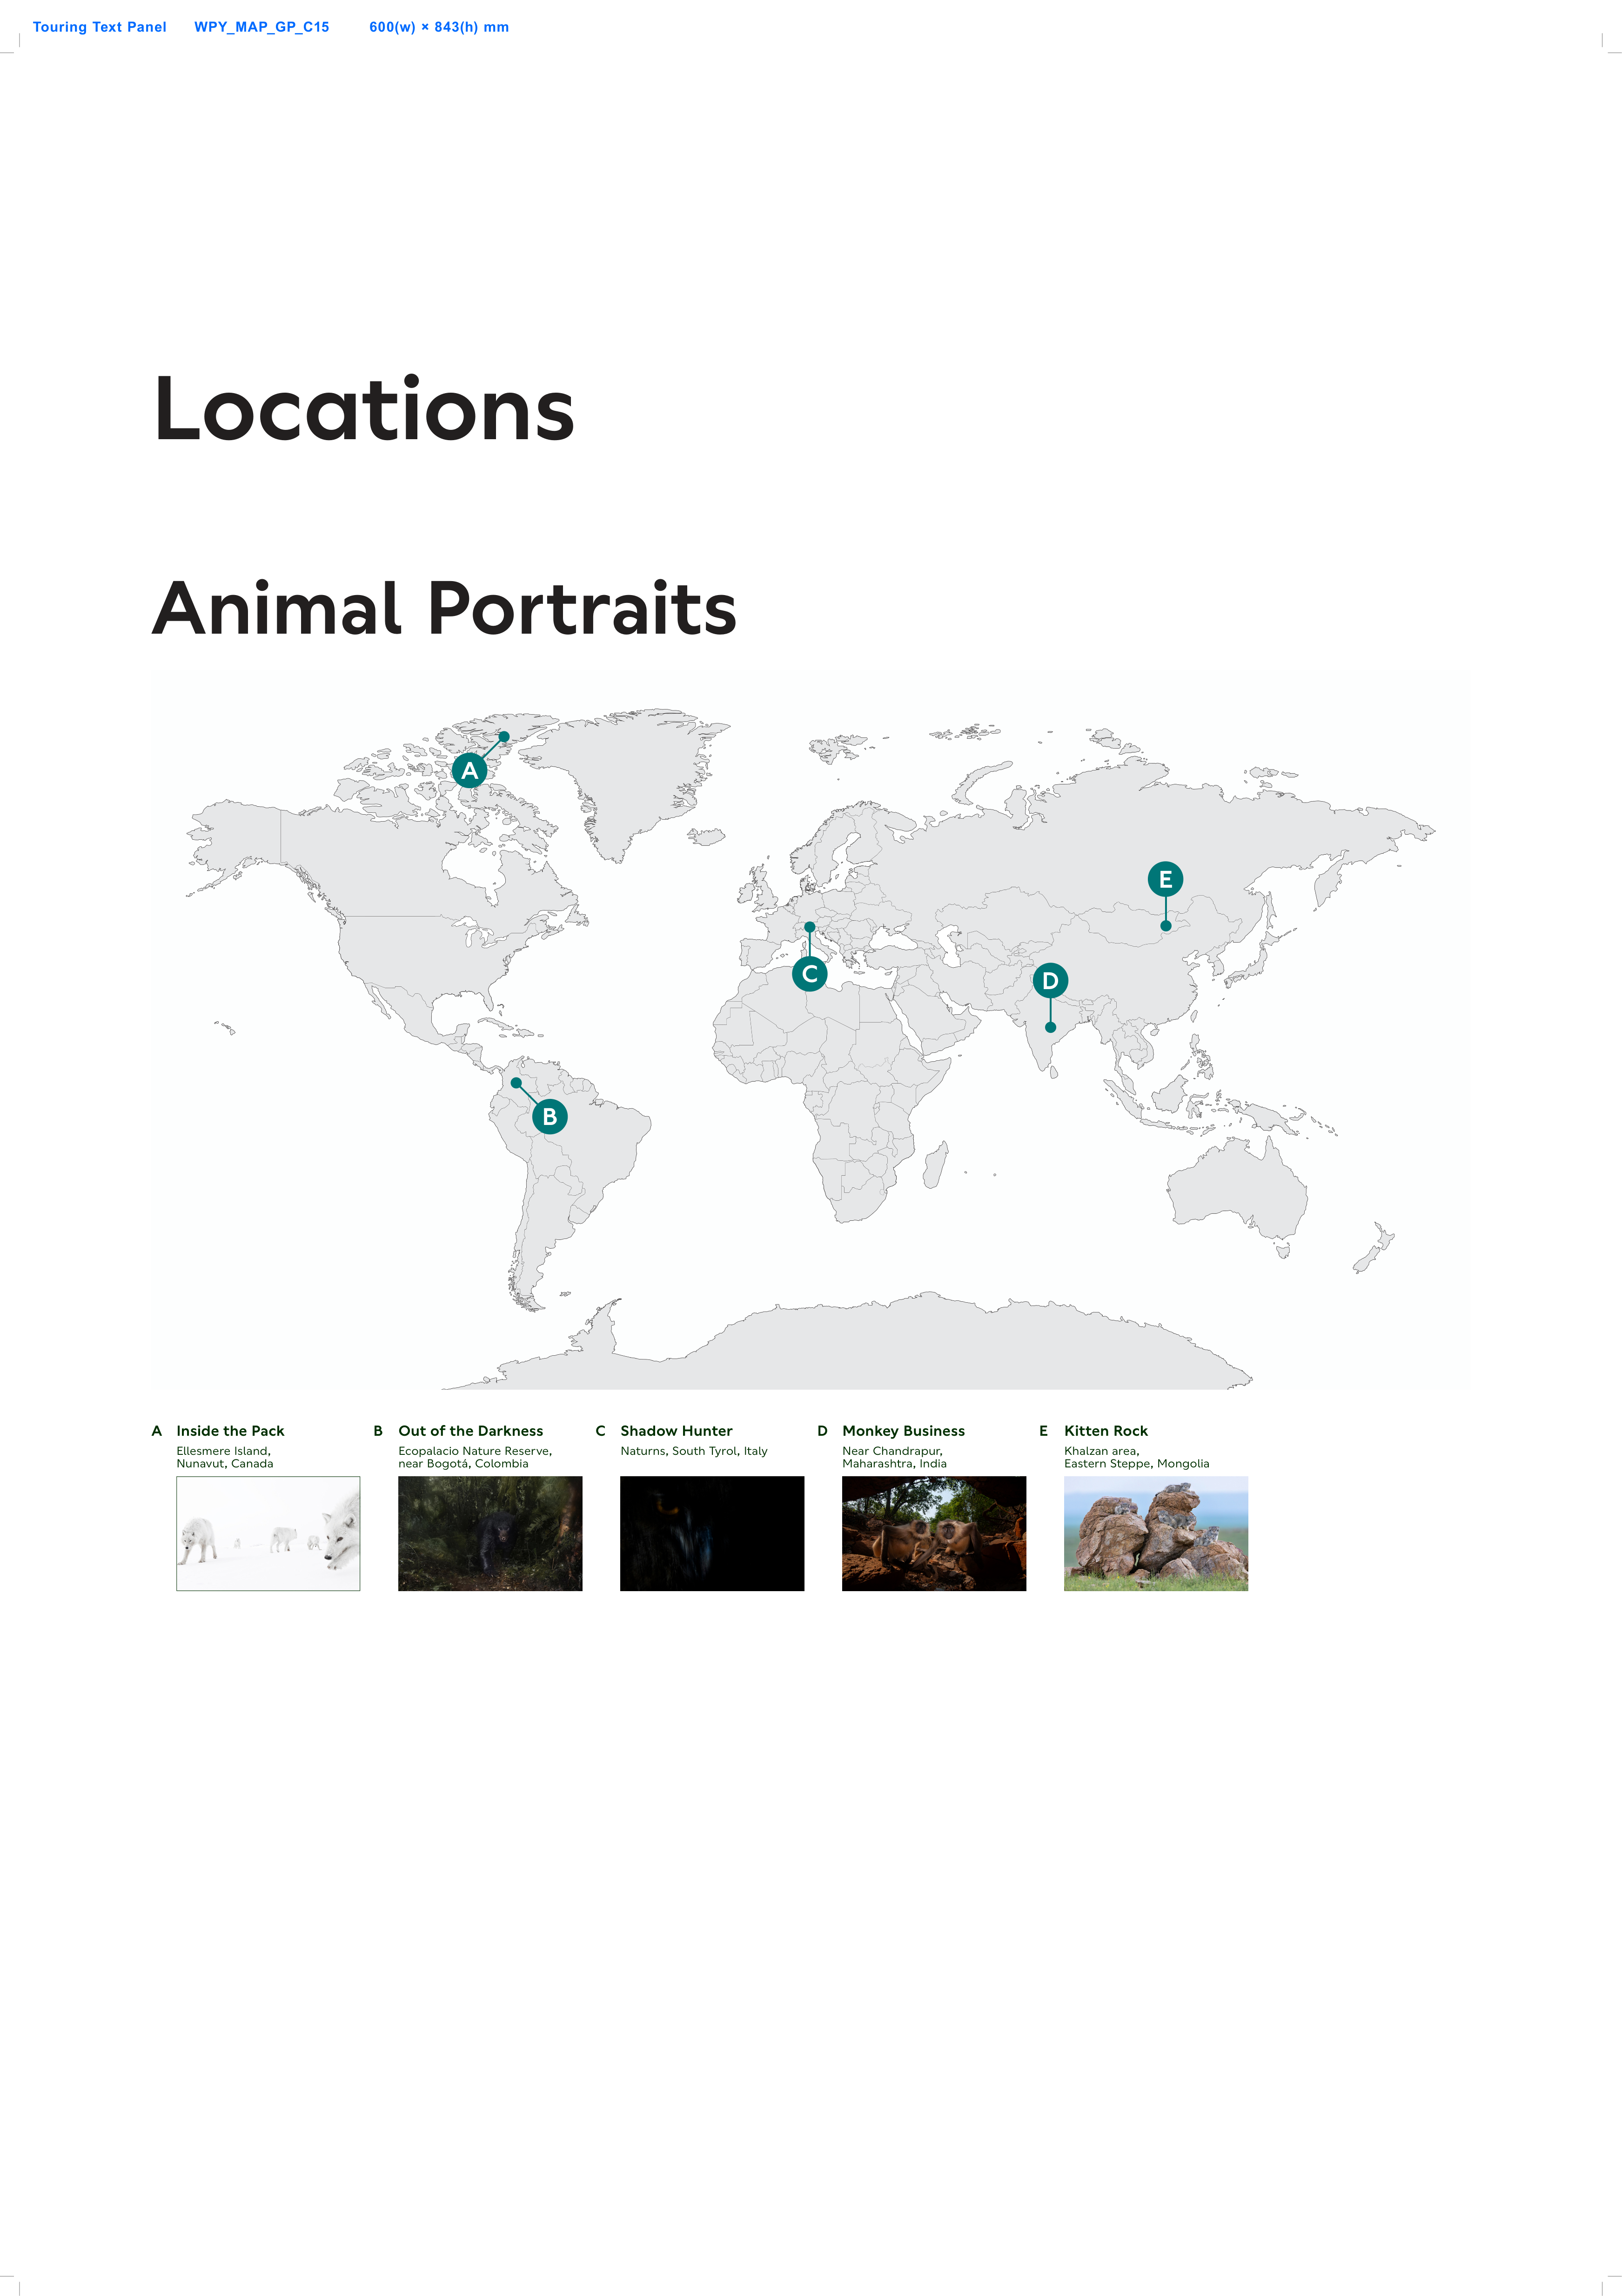 Touring Text Panel WPY_MAP_GP_C15 600(w) × 843(h) mm
Locations
Animal Portraits
A
E
C
D
B
A Inside the Pack
Ellesmere Island,
Nunavut, Canada
B Out of the Darkness
Ecopalacio Nature Reserve,
near Bogotá, Colombia
C Shadow Hunter
Naturns, South Tyrol, Italy
D Monkey Business
Near Chandrapur,
Maharashtra, India
E Kitten Rock
Khalzan area,
Eastern Steppe, Mongolia